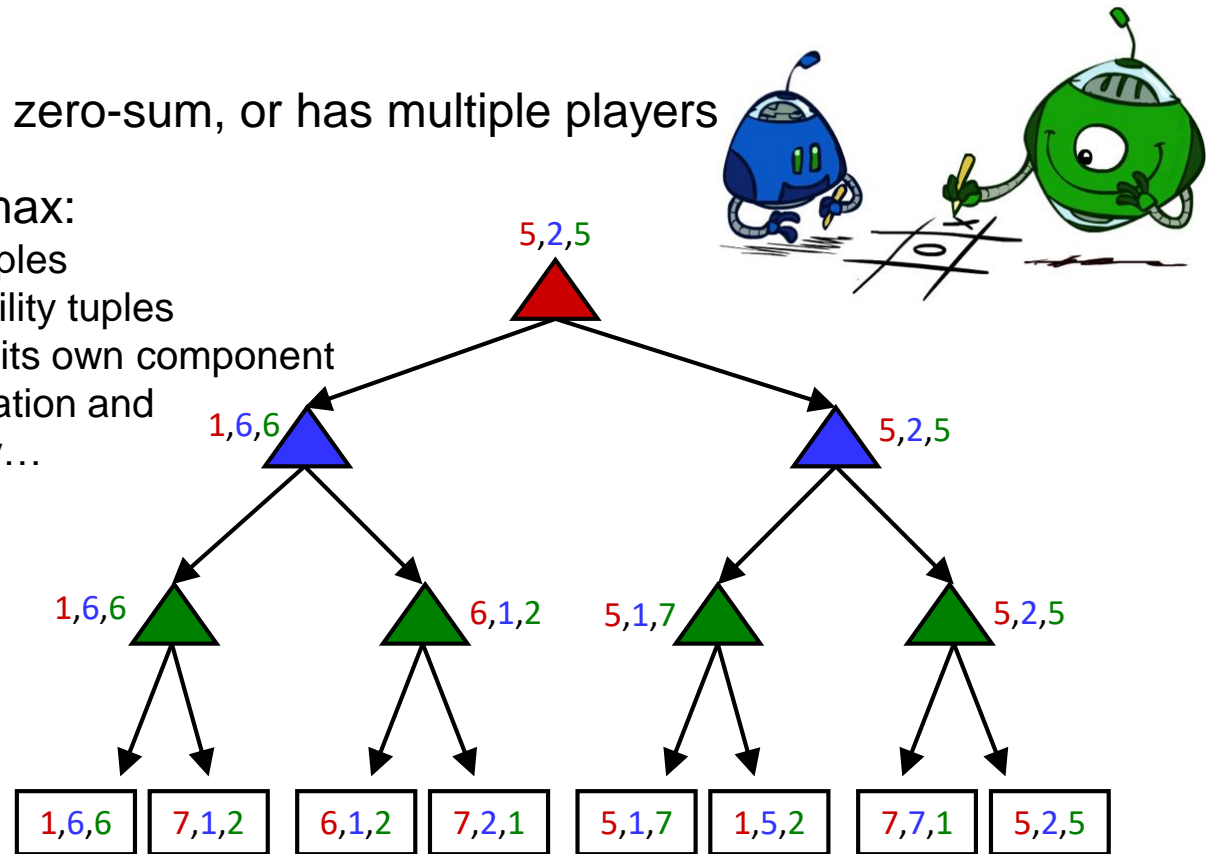 zero-sum, or has multiple players
max:
ples
ility tuples
its own component
ation and
…
5,2,5
1,6,6
5,2,5
1,6,6
6,1,2
5,1,7
5,2,5
1,6,6 7,1,2 6,1,2 7,2,1 5,1,7 1,5,2 7,7,1 5,2,5